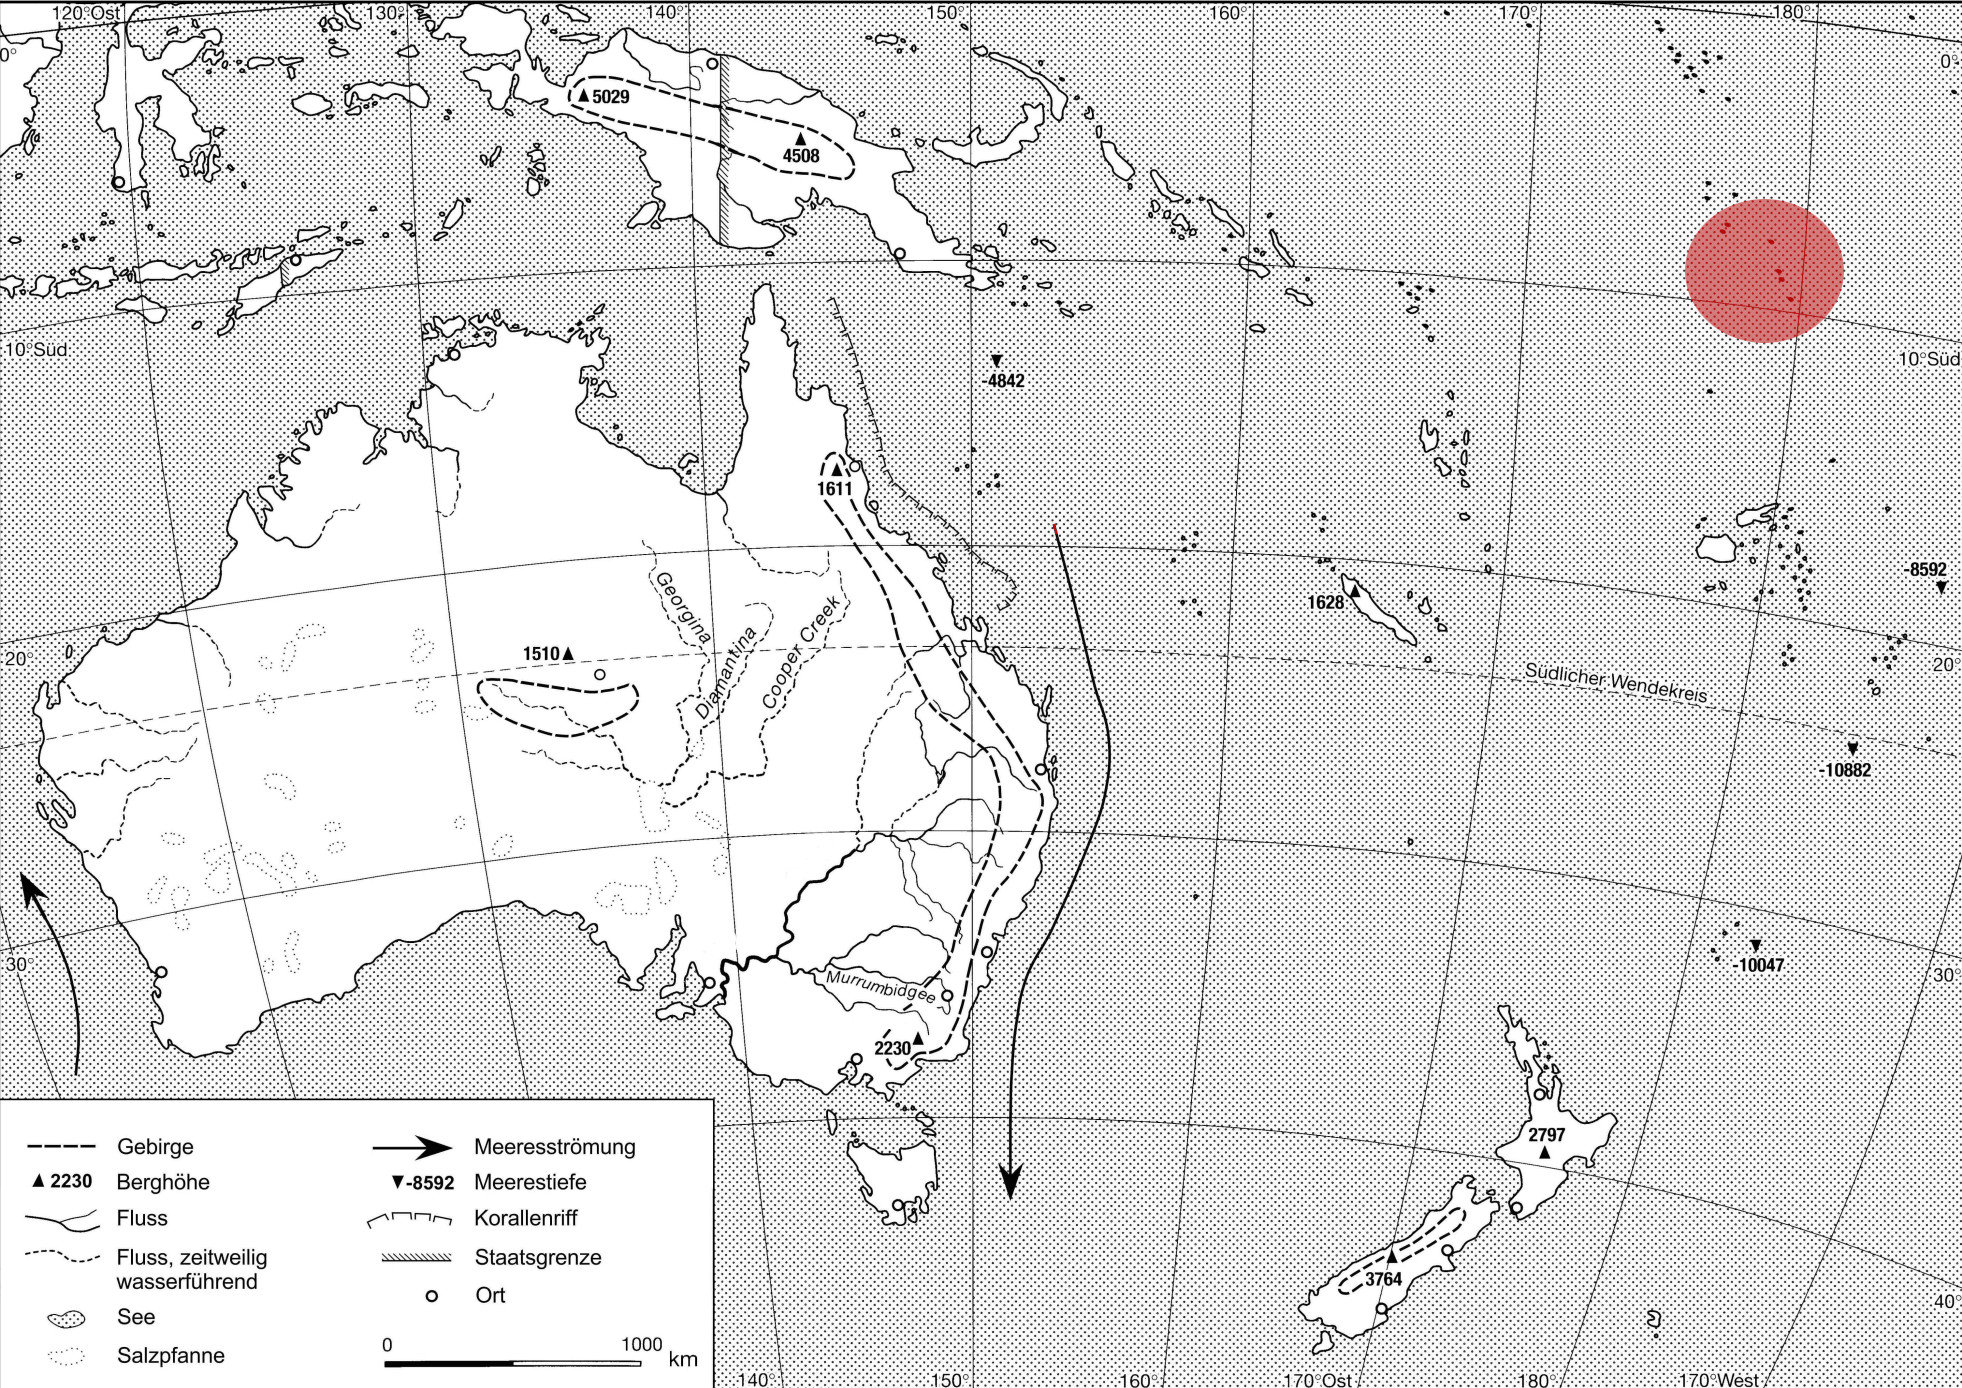 120°Ost
130°
140°
150°
160°
170°
180°
0°
0°
5029
4508
10°Süd
10°Süd
-4842
1611
-8592
Georgina
Diamantina
Cooper Creek
1510
1628
20°
20°
Südlicher Wendekreis
-10882
30°
30°
-10047
Murrumbidgee
2230
2797
3764
40°
Gebirge
2230 Berghöhe
Fluss
Fluss, zeitweilig
wasserführend
See
Salzpfanne
Meeresströmung
-8592 Meerestiefe
Korallenriff
Staatsgrenze
Ort
0 1000 km
140°
150°
160°
170°Ost
180°
170°West